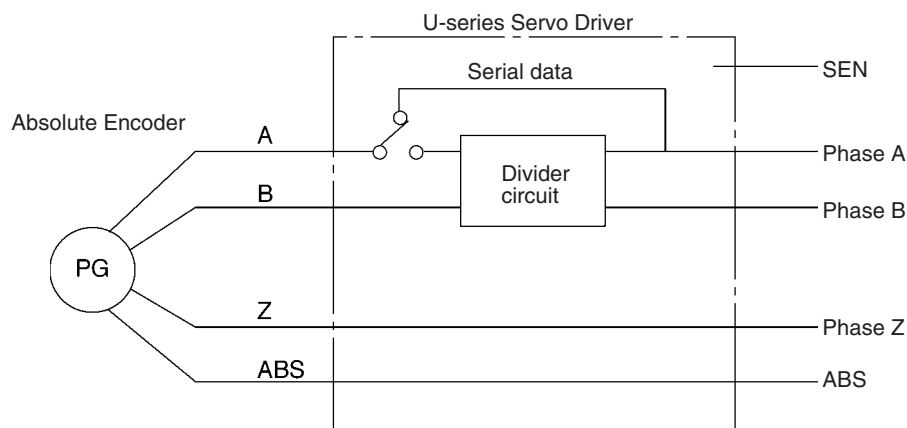 U-series Servo Driver
Serial data
SEN
Absolute Encoder
A
Phase A
Divider
circuit
B
Phase B
PG
Z
Phase Z
ABS
ABS